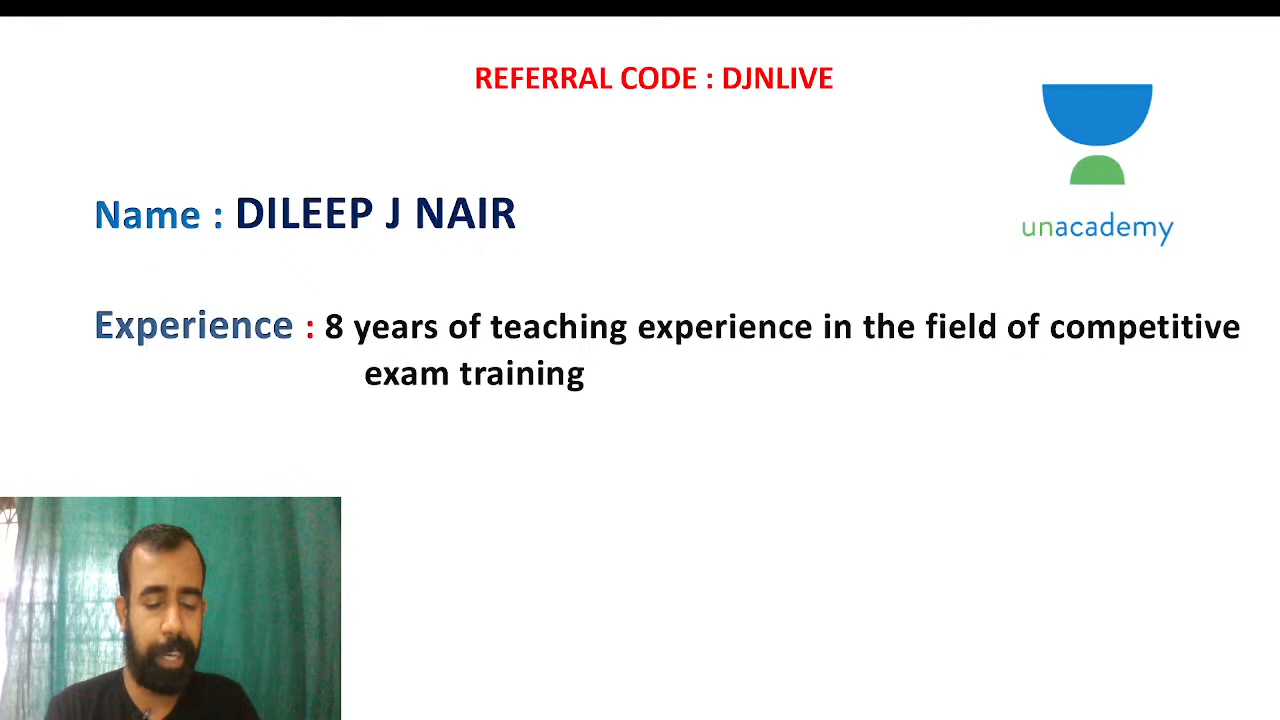 REFERRAL CODE : DJNLIVE
unacademy
Name : DILEEP J NAIR
Experience : 8 years of teaching experience in the field of competitive
exam training